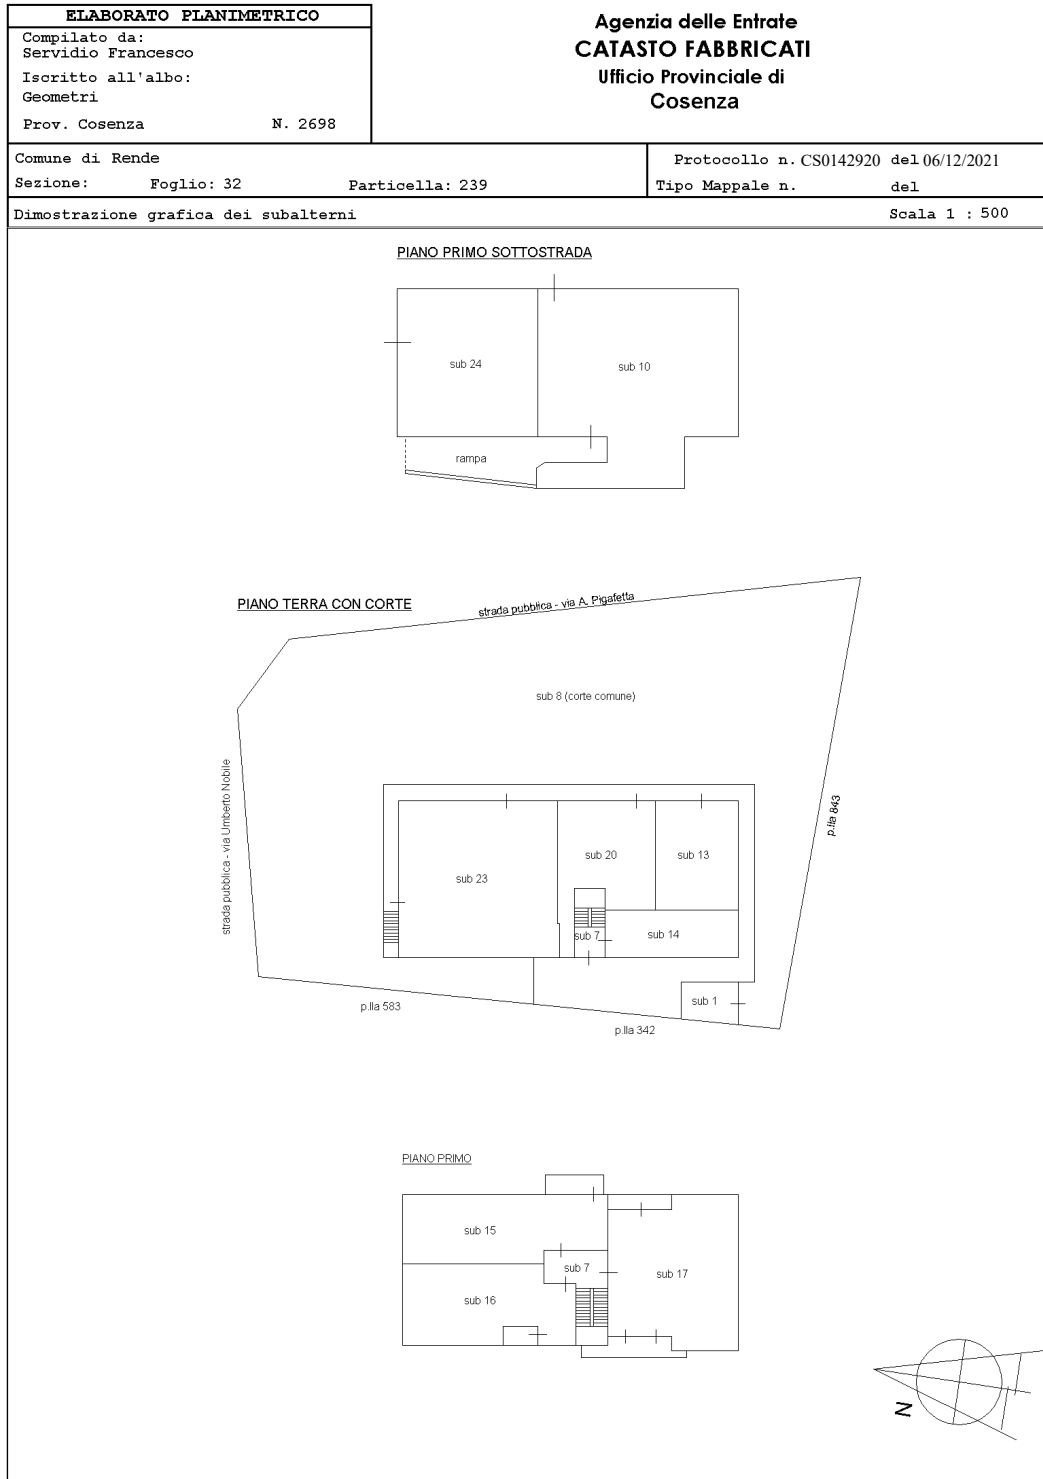 ELABORATO PLANIMETRICO
Compilato da:
Servidio Francesco
Iscritto all'albo:
Geometri
Prov. Cosenza N. 2698
Agenzia delle Entrate
CATASTO FABBRICATI
Ufficio Provinciale di
Cosenza
Comune di Rende
Sezione: Foglio: 32 Particella: 239
Protocollo n. CS0142920 del 06/12/2021
Tipo Mappale n. del
Dimostrazione grafica dei subalterni
Scala 1 : 500
PIANO PRIMO SOTTOSTRADA
sub 24
sub 10
rampa
PIANO TERRA CON CORTE
strada pubblica - via A. Pigafetta
sub 8 (corte comune)
strada pubblica - via Umberto Nobile
p.lla 843
sub 20
sub 13
sub 23
sub 7
sub 14
sub 1
p.lla 583
p.lla 342
PIANO PRIMO
sub 15
sub 7
sub 17
sub 16
N